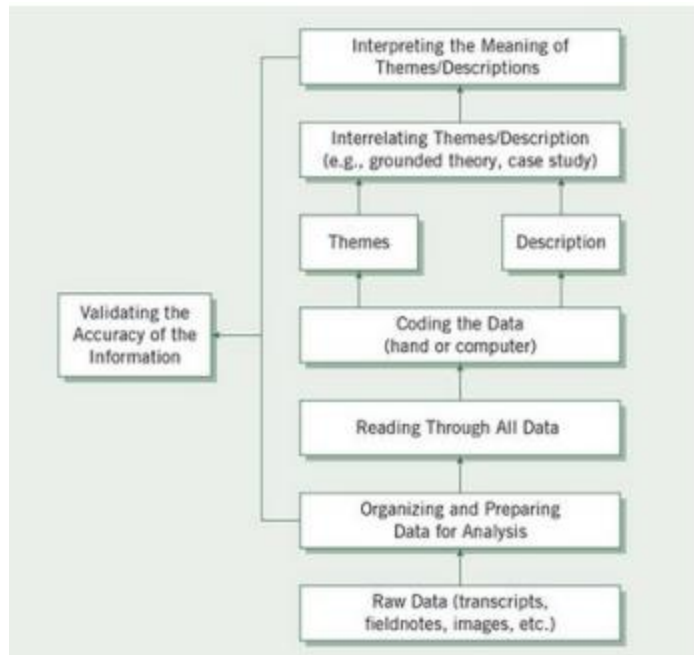 Interpreting the Meaning of
Themes/Descriptions
Interrelating Themes/Description
(e.g., grounded theory, case study)
Themes
Description
Validating the
Accuracy of the
Information
Coding the Data
(hand or computer)
Reading Through All Data
Organizing and Preparing
Data for Analysis
Raw Data (transcripts,
fieldnotes, images, etc.)